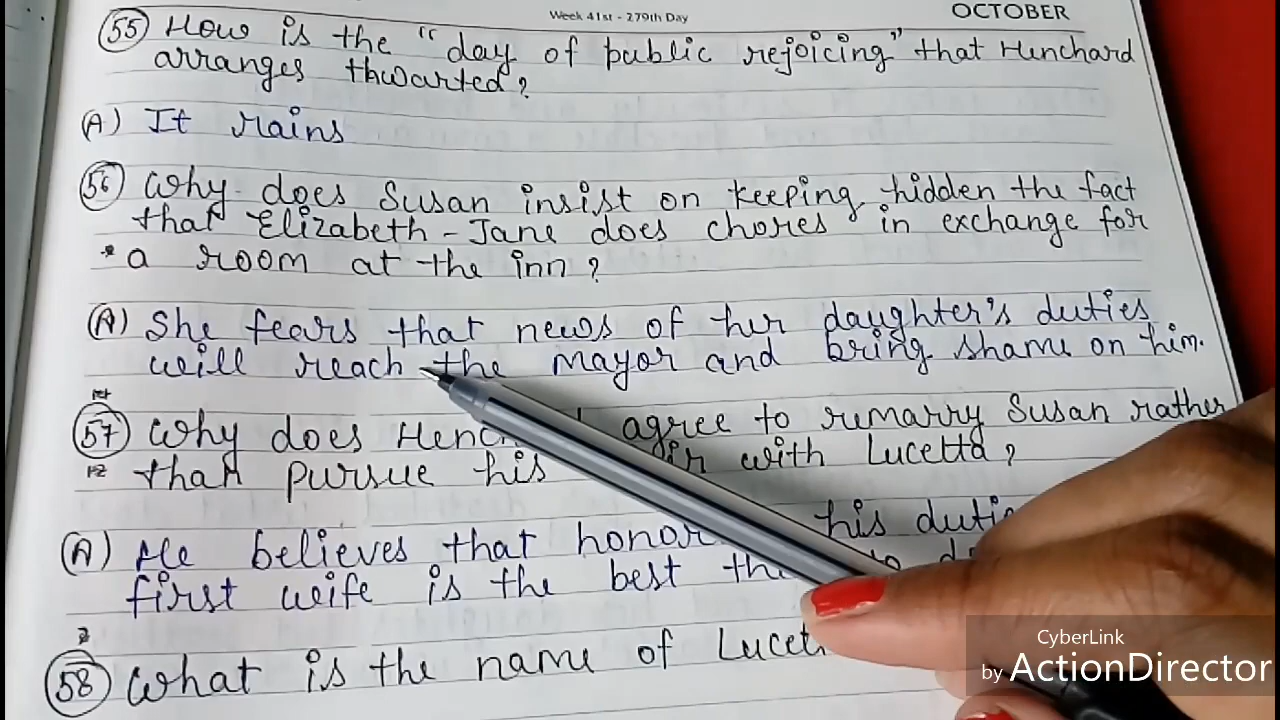 Week 41st - 279th Day
OCTOBER
55 How is the "day of public rejoicing" that Henchard
arranges thwarted?
(A) It rains
56 Why does Susan insist on keeping hidden the fact
that Elizabeth-Jane does chores in exchange for
a room at the inn?
(A) She fears that news of her daughter's duties
will reach the mayor and bring shame on him.
57 Why does agree to remarry Susan rather
than pursue his with Lucetta?
(A) He believes that his
first wife is the best
58 What is the name of
CyberLink
by ActionDirector